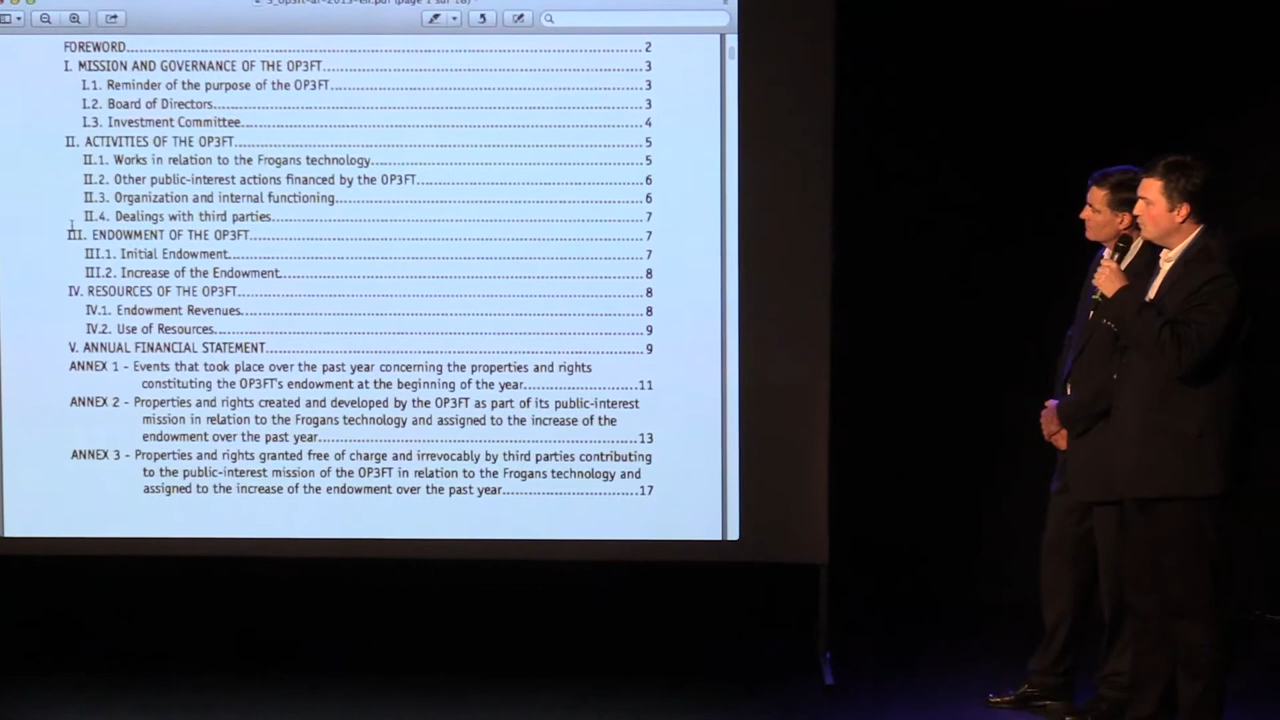 FOREWORD 2
I. MISSION AND GOVERNANCE OF THE OP3FT 3
I.1. Reminder of the purpose of the OP3FT 3
I.2. Board of Directors 3
I.3. Investment Committee 4
II. ACTIVITIES OF THE OP3FT 5
II.1. Works in relation to the Frogans technology 5
II.2. Other public-interest actions financed by the OP3FT 6
II.3. Organization and internal functioning 6
II.4. Dealings with third parties 7
III. ENDOWMENT OF THE OP3FT 7
III.1. Initial Endowment 7
III.2. Increase of the Endowment 8
IV. RESOURCES OF THE OP3FT 8
IV.1. Endowment Revenues 8
IV.2. Use of Resources 9
V. ANNUAL FINANCIAL STATEMENT 9
ANNEX 1 - Events that took place over the past year concerning the properties and rights
constituting the OP3FT's endowment at the beginning of the year 11
ANNEX 2 - Properties and rights created and developed by the OP3FT as part of its public-interest
mission in relation to the Frogans technology and assigned to the increase of the
endowment over the past year 13
ANNEX 3 - Properties and rights granted free of charge and irrevocably by third parties contributing
to the public-interest mission of the OP3FT in relation to the Frogans technology and
assigned to the increase of the endowment over the past year 17